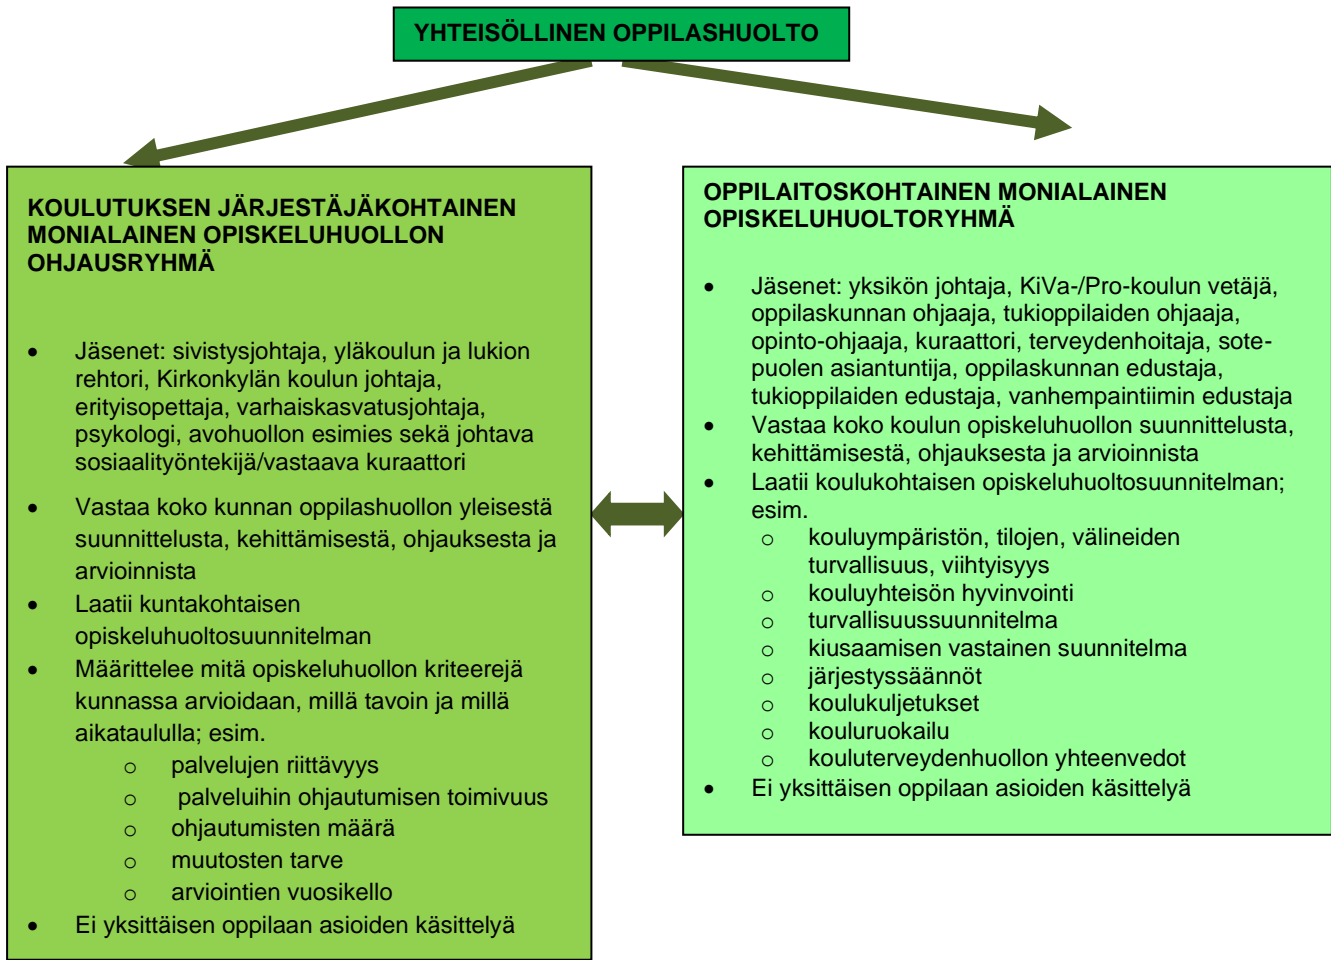 YHTEISÖLLINEN OPPILASHUOLTO
KOULUTUKSEN JÄRJESTÄJÄKOHTAINEN
MONIALAINEN OPISKELUHUOLLON
OHJAUSRYHMÄ
• Jäsenet: sivistysjohtaja, yläkoulun ja lukion
rehtori, Kirkonkylän koulun johtaja,
erityisopettaja, varhaiskasvatusjohtaja,
psykologi, avohuollon esimies sekä johtava
sosiaalityöntekijä/vastaava kuraattori
• Vastaa koko kunnan oppilashuollon yleisestä
suunnittelusta, kehittämisestä, ohjauksesta ja
arvioinnista
• Laatii kuntakohtaisen
opiskeluhuoltosuunnitelman
• Määrittelee mitä opiskeluhuollon kriteerejä
kunnassa arvioidaan, millä tavoin ja millä
aikataululla; esim.
o palvelujen riittävyys
o palveluihin ohjautumisen toimivuus
o ohjautumisten määrä
o muutosten tarve
o arviointien vuosikello
• Ei yksittäisen oppilaan asioiden käsittelyä
OPPILAITOSKOHTAINEN MONIALAINEN
OPISKELUHUOLTORYHMÄ
• Jäsenet: yksikön johtaja, KiVa-/Pro-koulun vetäjä,
oppilaskunnan ohjaaja, tukioppilaiden ohjaaja,
opinto-ohjaaja, kuraattori, terveydenhoitaja, sote-
puolen asiantuntija, oppilaskunnan edustaja,
tukioppilaiden edustaja, vanhempaintiimin edustaja
• Vastaa koko koulun opiskeluhuollon suunnittelusta,
kehittämisestä, ohjauksesta ja arvioinnista
• Laatii koulukohtaisen opiskeluhuoltosuunnitelman;
esim.
o kouluympäristön, tilojen, välineiden
turvallisuus, viihtyisyys
o kouluyhteisön hyvinvointi
o turvallisuussuunnitelma
o kiusaamisen vastainen suunnitelma
o järjestyssäännöt
o koulukuljetukset
o kouluruokailu
o kouluterveydenhuollon yhteenvedot
• Ei yksittäisen oppilaan asioiden käsittelyä